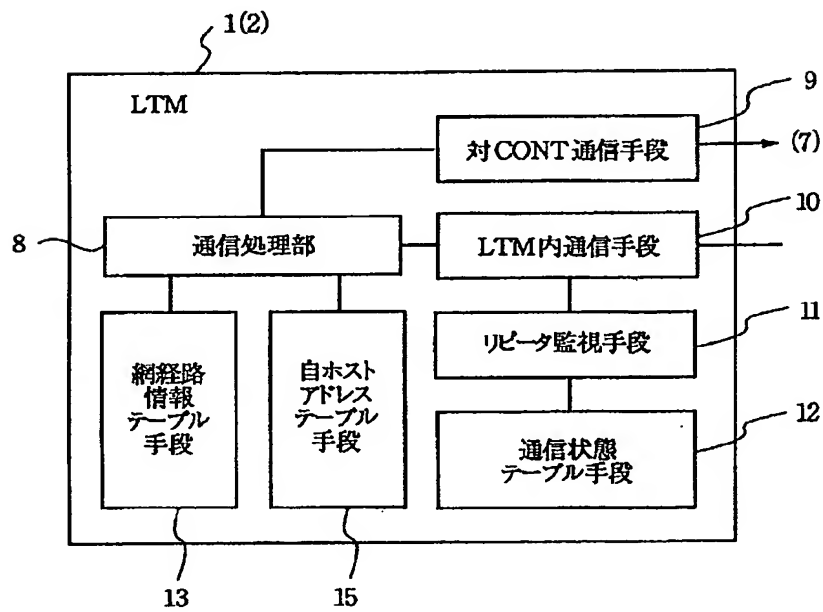 1(2)
LTM
9
対CONT通信手段
(7)
10
8
通信処理部
LTM内通信手段
11
リピータ監視手段
網経路
情報
テーブル
手段
自ホスト
アドレス
テーブル
手段
12
通信状態
テーブル手段
13
15